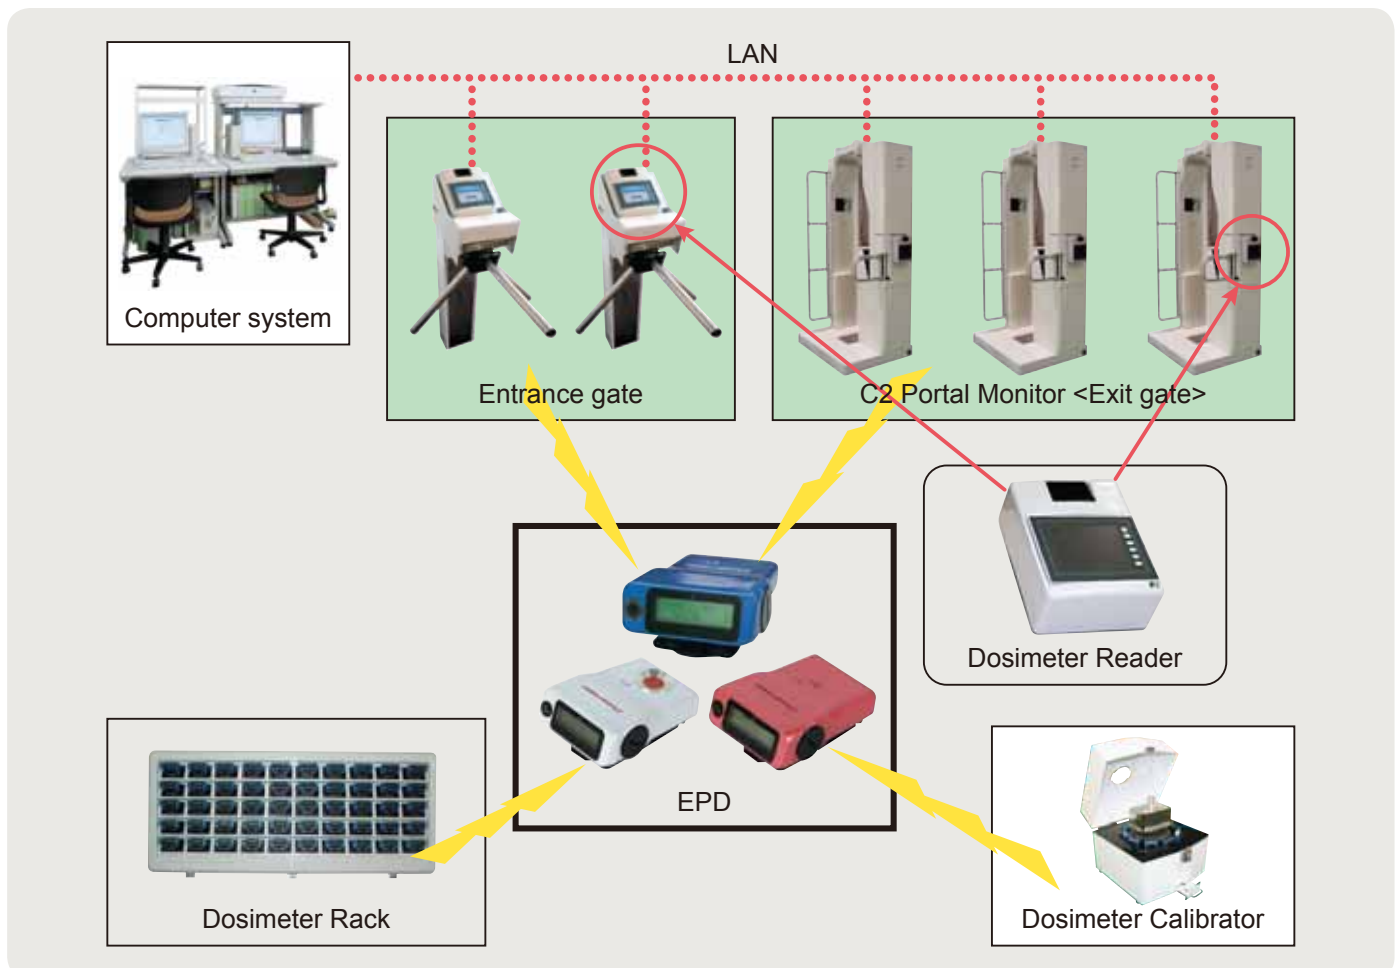 LAN
Computer system
Entrance gate
C2 Portal Monitor <Exit gate>
Dosimeter Reader
EPD
Dosimeter Rack
Dosimeter Calibrator